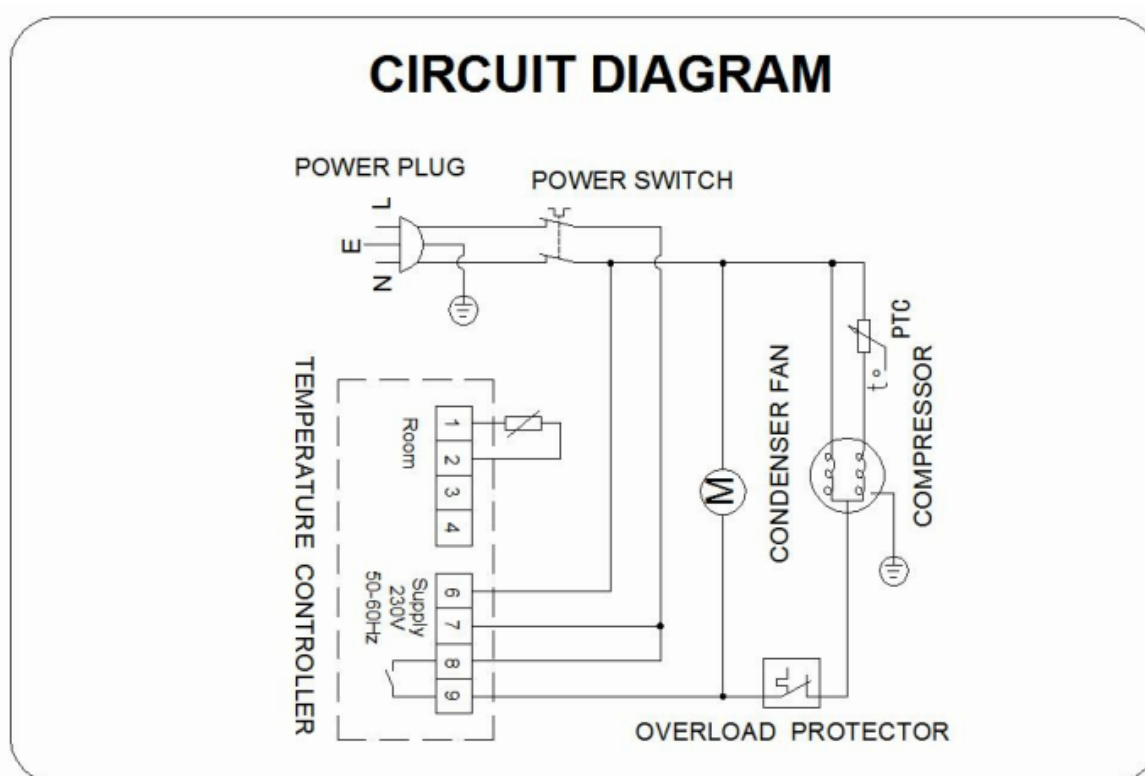 CIRCUIT DIAGRAM
POWER PLUG
POWER SWITCH
L
E
N
TEMPERATURE CONTROLLER
Room
1
2
3
4
Supply
230V
50-60Hz
6
7
8
9
M
CONDENSER FAN
PTC
t°
COMPRESSOR
OVERLOAD PROTECTOR